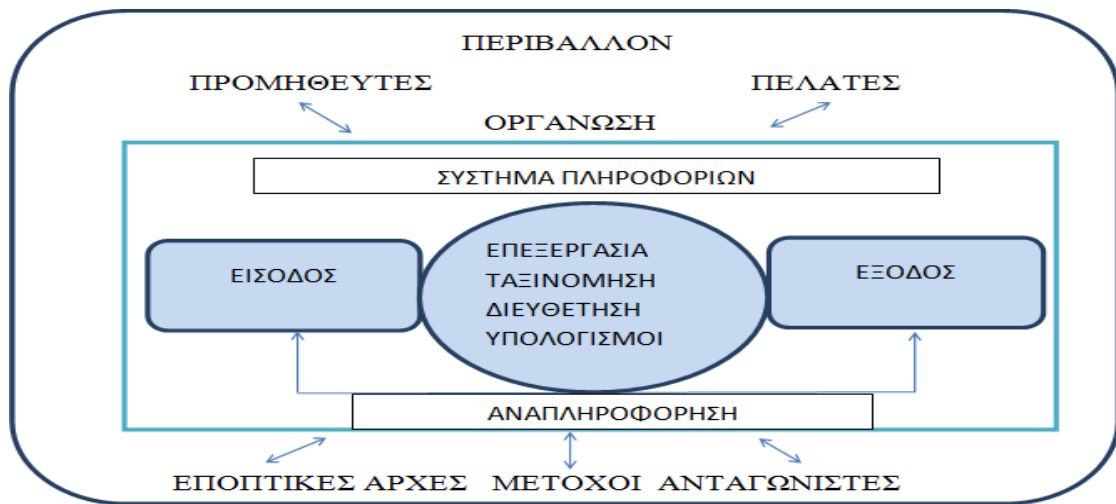 ΠΕΡΙΒΑΛΛΟΝ
ΠΡΟΜΗΘΕΥΤΕΣ ΠΕΛΑΤΕΣ
ΟΡΓΑΝΩΣΗ
ΣΥΣΤΗΜΑ ΠΛΗΡΟΦΟΡΙΩΝ
ΕΙΣΟΔΟΣ
ΕΠΕΞΕΡΓΑΣΙΑ
ΤΑΞΙΝΟΜΗΣΗ
ΔΙΕΥΘΕΤΗΣΗ
ΥΠΟΛΟΓΙΣΜΟΙ
ΕΞΟΔΟΣ
ΑΝΑΠΛΗΡΟΦΟΡΗΣΗ
ΕΠΟΠΤΙΚΕΣ ΑΡΧΕΣ ΜΕΤΟΧΟΙ ΑΝΤΑΓΩΝΙΣΤΕΣ